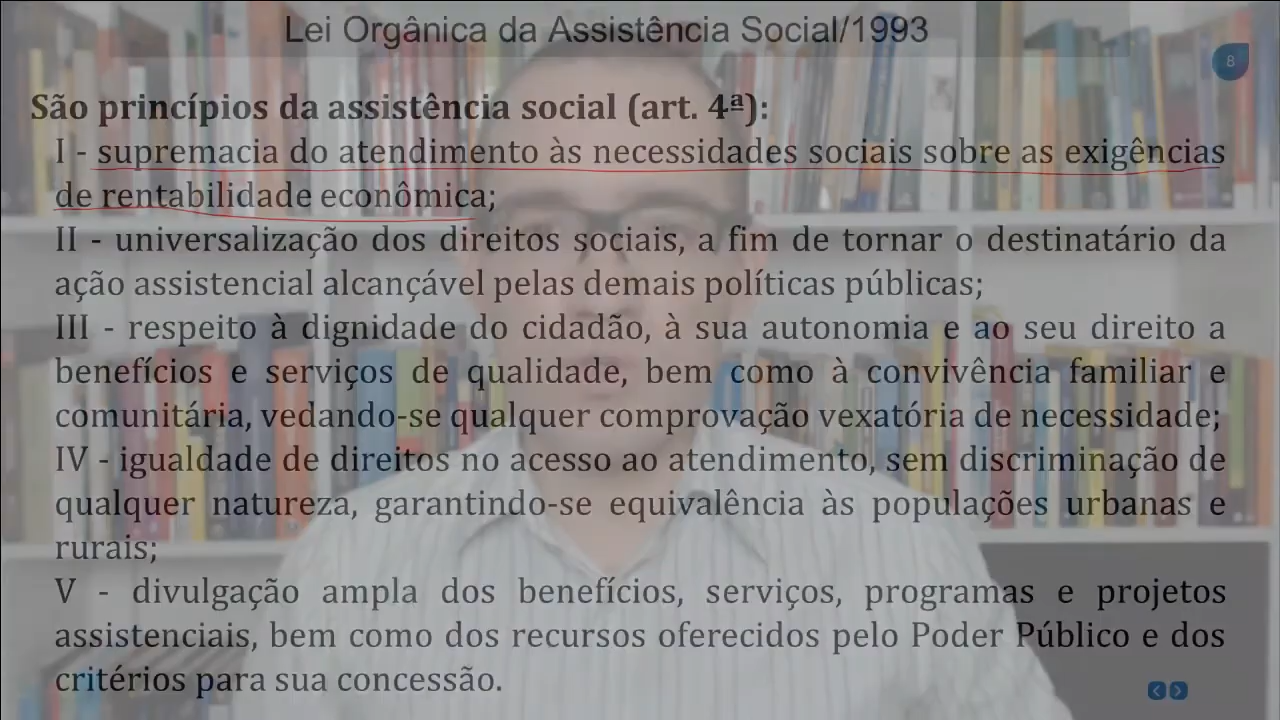 Lei Orgânica da Assistência Social/1993
8
São princípios da assistência social (art. 4ª):
I - supremacia do atendimento às necessidades sociais sobre as exigências
de rentabilidade econômica;
II - universalização dos direitos sociais, a fim de tornar o destinatário da
ação assistencial alcançável pelas demais políticas públicas;
III - respeito à dignidade do cidadão, à sua autonomia e ao seu direito a
benefícios e serviços de qualidade, bem como à convivência familiar e
comunitária, vedando-se qualquer comprovação vexatória de necessidade;
IV - igualdade de direitos no acesso ao atendimento, sem discriminação de
qualquer natureza, garantindo-se equivalência às populações urbanas e
rurais;
V - divulgação ampla dos benefícios, serviços, programas e projetos
assistenciais, bem como dos recursos oferecidos pelo Poder Público e dos
critérios para sua concessão.